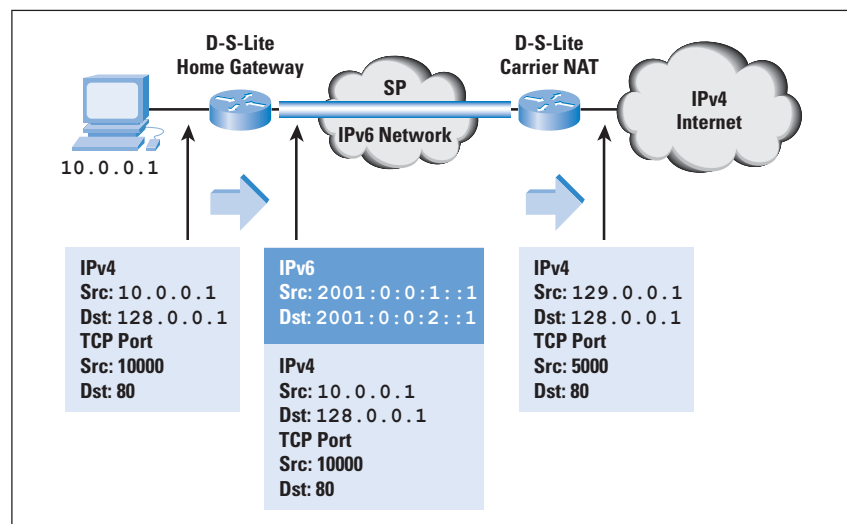 D-S-Lite
Home Gateway
D-S-Lite
Carrier NAT
SP
IPv6 Network
IPv4
Internet
10.0.0.1
IPv4
Src: 10.0.0.1
Dst: 128.0.0.1
TCP Port
Src: 10000
Dst: 80
IPv6
Src: 2001:0:0:1::1
Dst: 2001:0:0:2::1
IPv4
Src: 10.0.0.1
Dst: 128.0.0.1
TCP Port
Src: 10000
Dst: 80
IPv4
Src: 129.0.0.1
Dst: 128.0.0.1
TCP Port
Src: 5000
Dst: 80